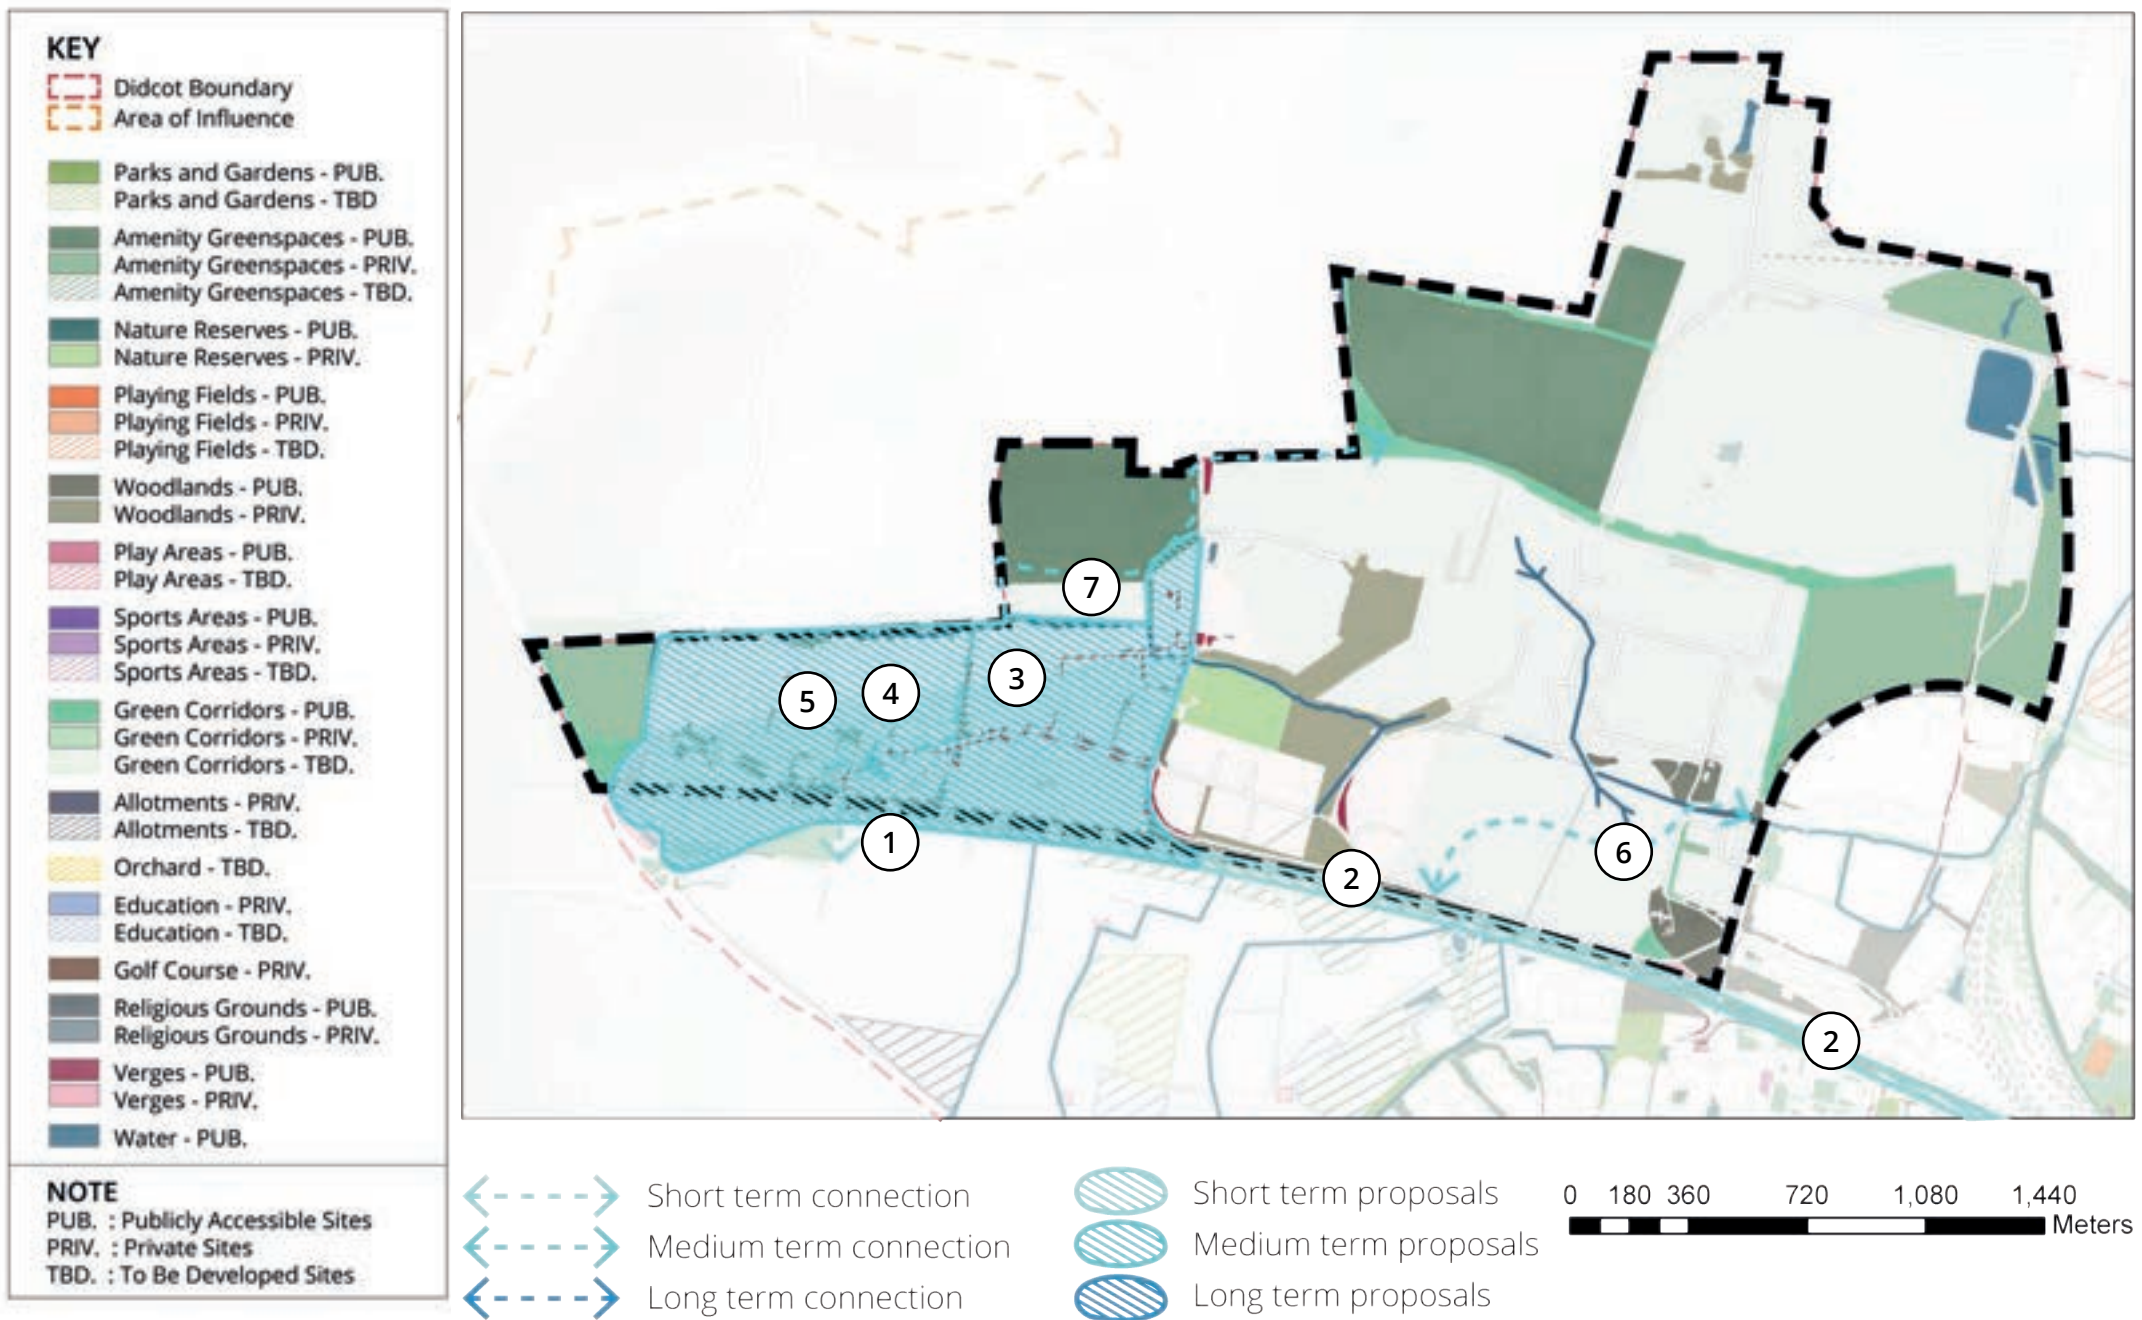 KEY
Didcot Boundary
Area of Influence
Parks and Gardens - PUB.
Parks and Gardens - TBD
Amenity Greenspaces - PUB.
Amenity Greenspaces - PRIV.
Amenity Greenspaces - TBD.
Nature Reserves - PUB.
Nature Reserves - PRIV.
Playing Fields - PUB.
Playing Fields - PRIV.
Playing Fields - TBD.
Woodlands - PUB.
Woodlands - PRIV.
Play Areas - PUB.
Play Areas - TBD.
Sports Areas - PUB.
Sports Areas - PRIV.
Sports Areas - TBD.
Green Corridors - PUB.
Green Corridors - PRIV.
Green Corridors - TBD.
Allotments - PRIV.
Allotments - TBD.
Orchard - TBD.
Education - PRIV.
Education - TBD.
Golf Course - PRIV.
Religious Grounds - PUB.
Religious Grounds - PRIV.
Verges - PUB.
Verges - PRIV.
Water - PUB.
NOTE
PUB. : Publicly Accessible Sites
PRIV. : Private Sites
TBD. : To Be Developed Sites
7
3
4
5
1
2
6
2
Short term connection
Medium term connection
Long term connection
Short term proposals
Medium term proposals
Long term proposals
0 180 360 720 1,080 1,440
Meters